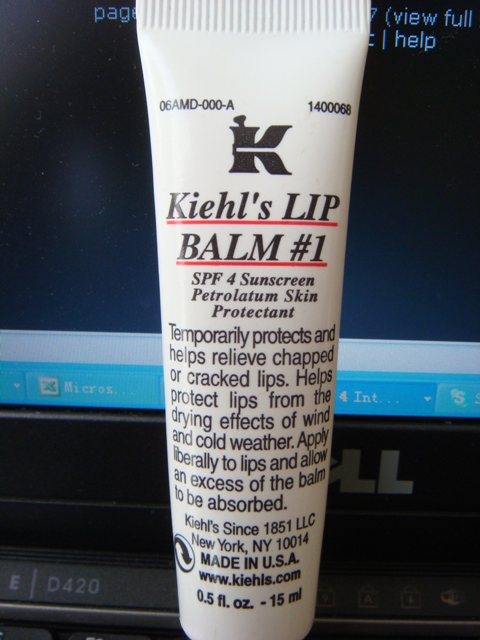 7 (view full
| help
06AMD-000-A 1400068
K
Kiehl's LIP
BALM #1
SPF 4 Sunscreen
Petrolatum Skin
Protectant
Temporarily protects and
helps relieve chapped
or cracked lips. Helps
protect lips from the
drying effects of wind
and cold weather. Apply
liberally to lips and allow
an excess of the balm
to be absorbed.
Kiehl's Since 1851 LLC
New York, NY 10014
MADE IN U.S.A.
www.kiehls.com
0.5 fl. oz. - 15 ml
Micros...
4 Int...
S
LL
E | D420